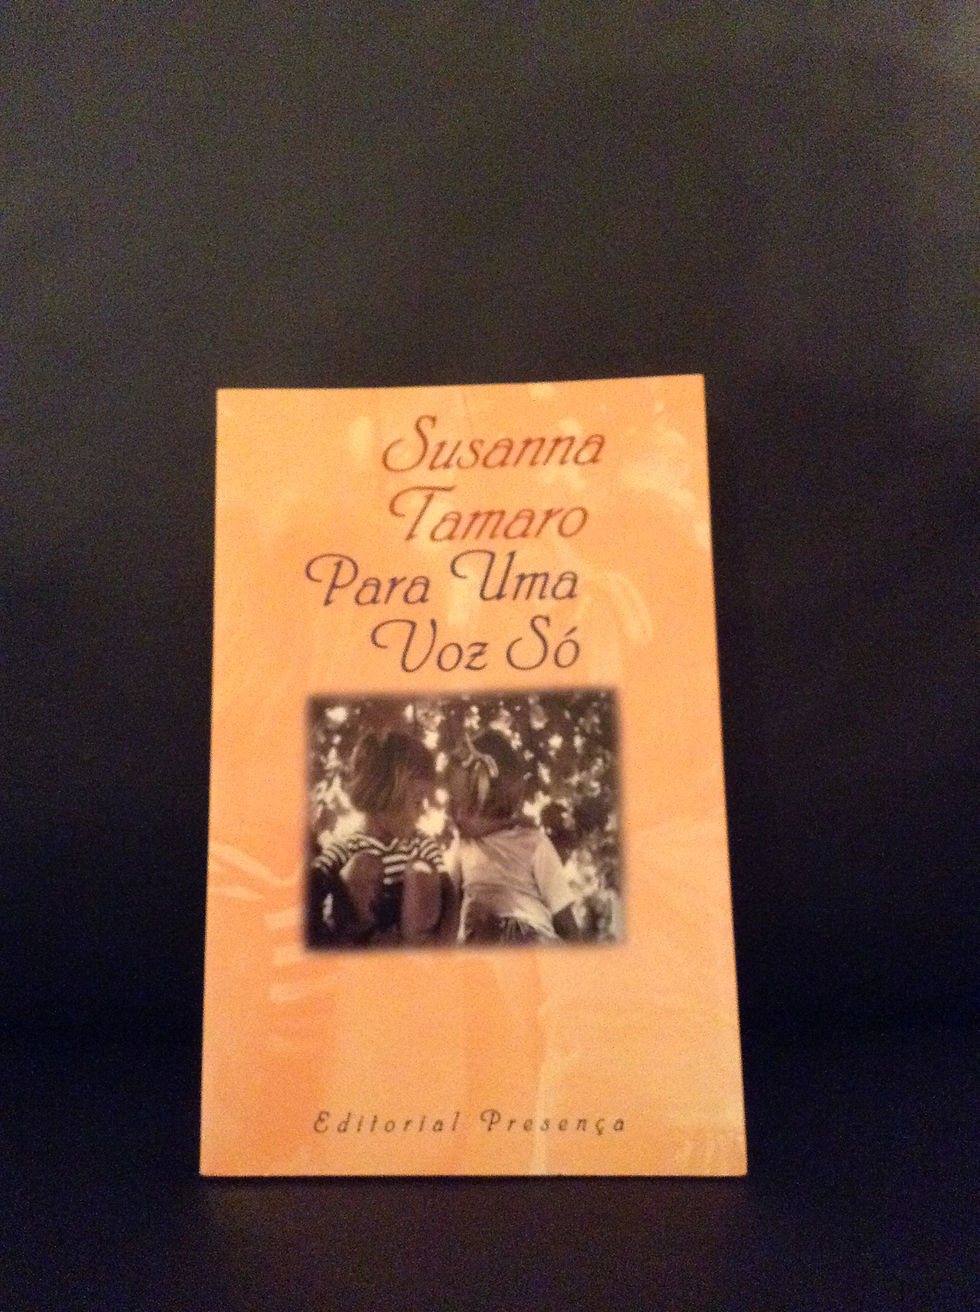 Susanna
Tamaro
Para Uma
Voz Só
Editorial Presença